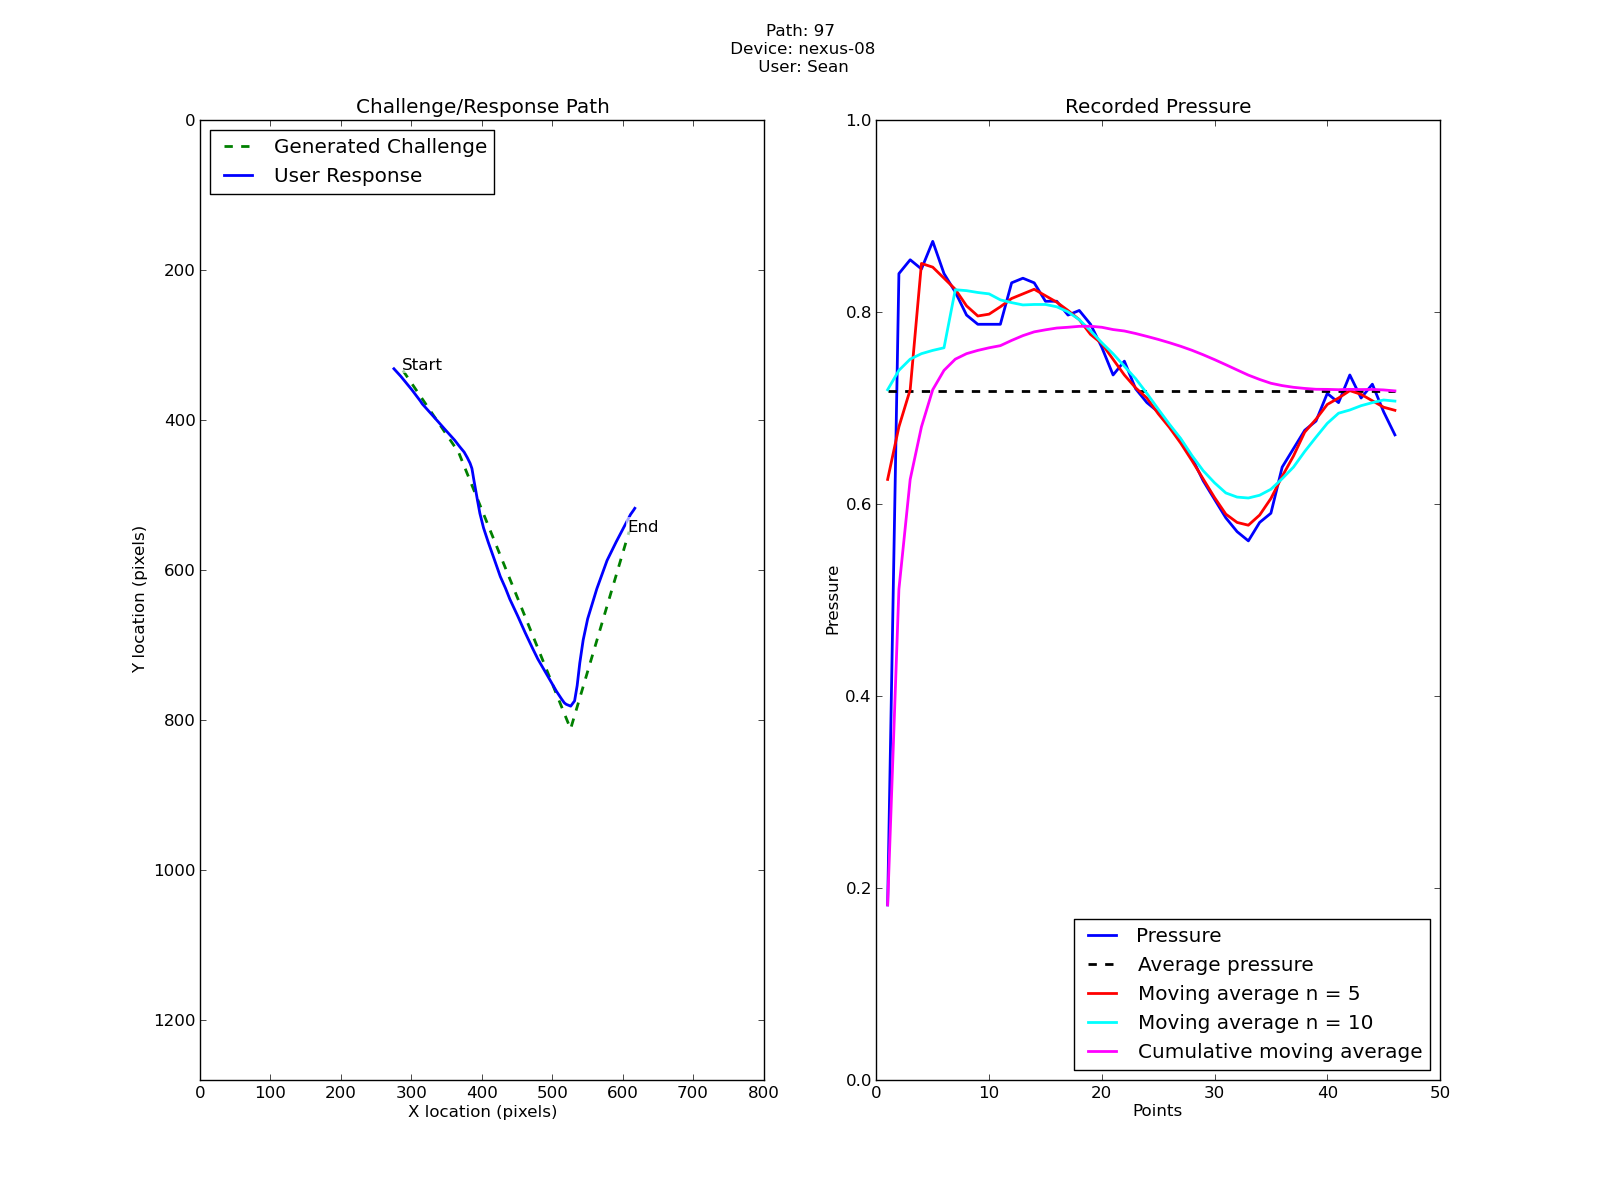 Path: 97
Device: nexus-08
User: Sean
Challenge/Response Path
Generated Challenge
User Response
Start
End
0
200
400
600
800
1000
1200
Y location (pixels)
0 100 200 300 400 500 600 700 800
X location (pixels)
Recorded Pressure
1.0
0.8
0.6
0.4
0.2
0.0
Pressure
Pressure
Average pressure
Moving average n = 5
Moving average n = 10
Cumulative moving average
0 10 20 30 40 50
Points